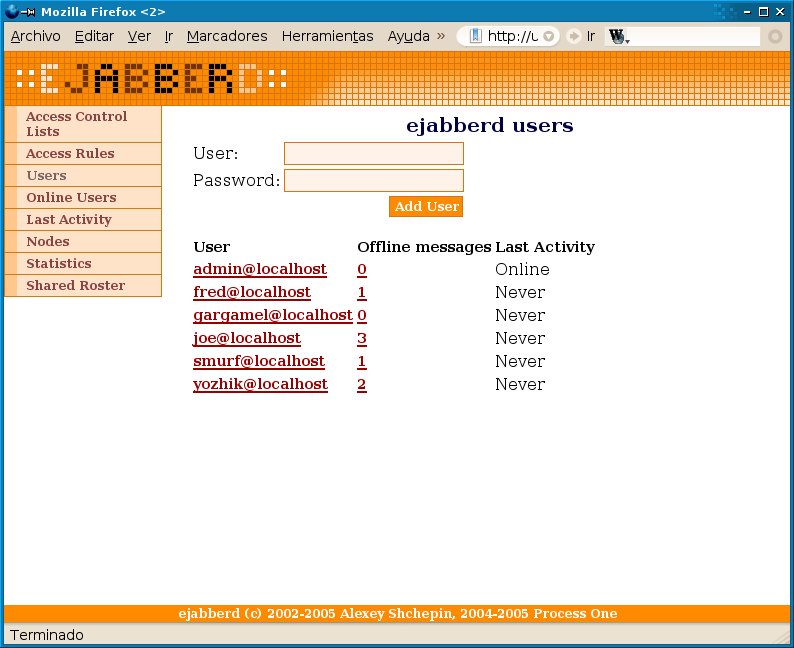 Mozilla Firefox <2>
Archivo Editar Ver Ir Marcadores Herramientas Ayuda » http://u Ir W
::EJABBERD::
Access Control
Lists
Access Rules
Users
Online Users
Last Activity
Nodes
Statistics
Shared Roster
ejabberd users
User:
Password:
Add User
User Offline messages Last Activity
admin@localhost 0 Online
fred@localhost 1 Never
gargamel@localhost 0 Never
joe@localhost 3 Never
smurf@localhost 1 Never
yozhik@localhost 2 Never
ejabberd (c) 2002-2005 Alexey Shchepin, 2004-2005 Process One
Terminado